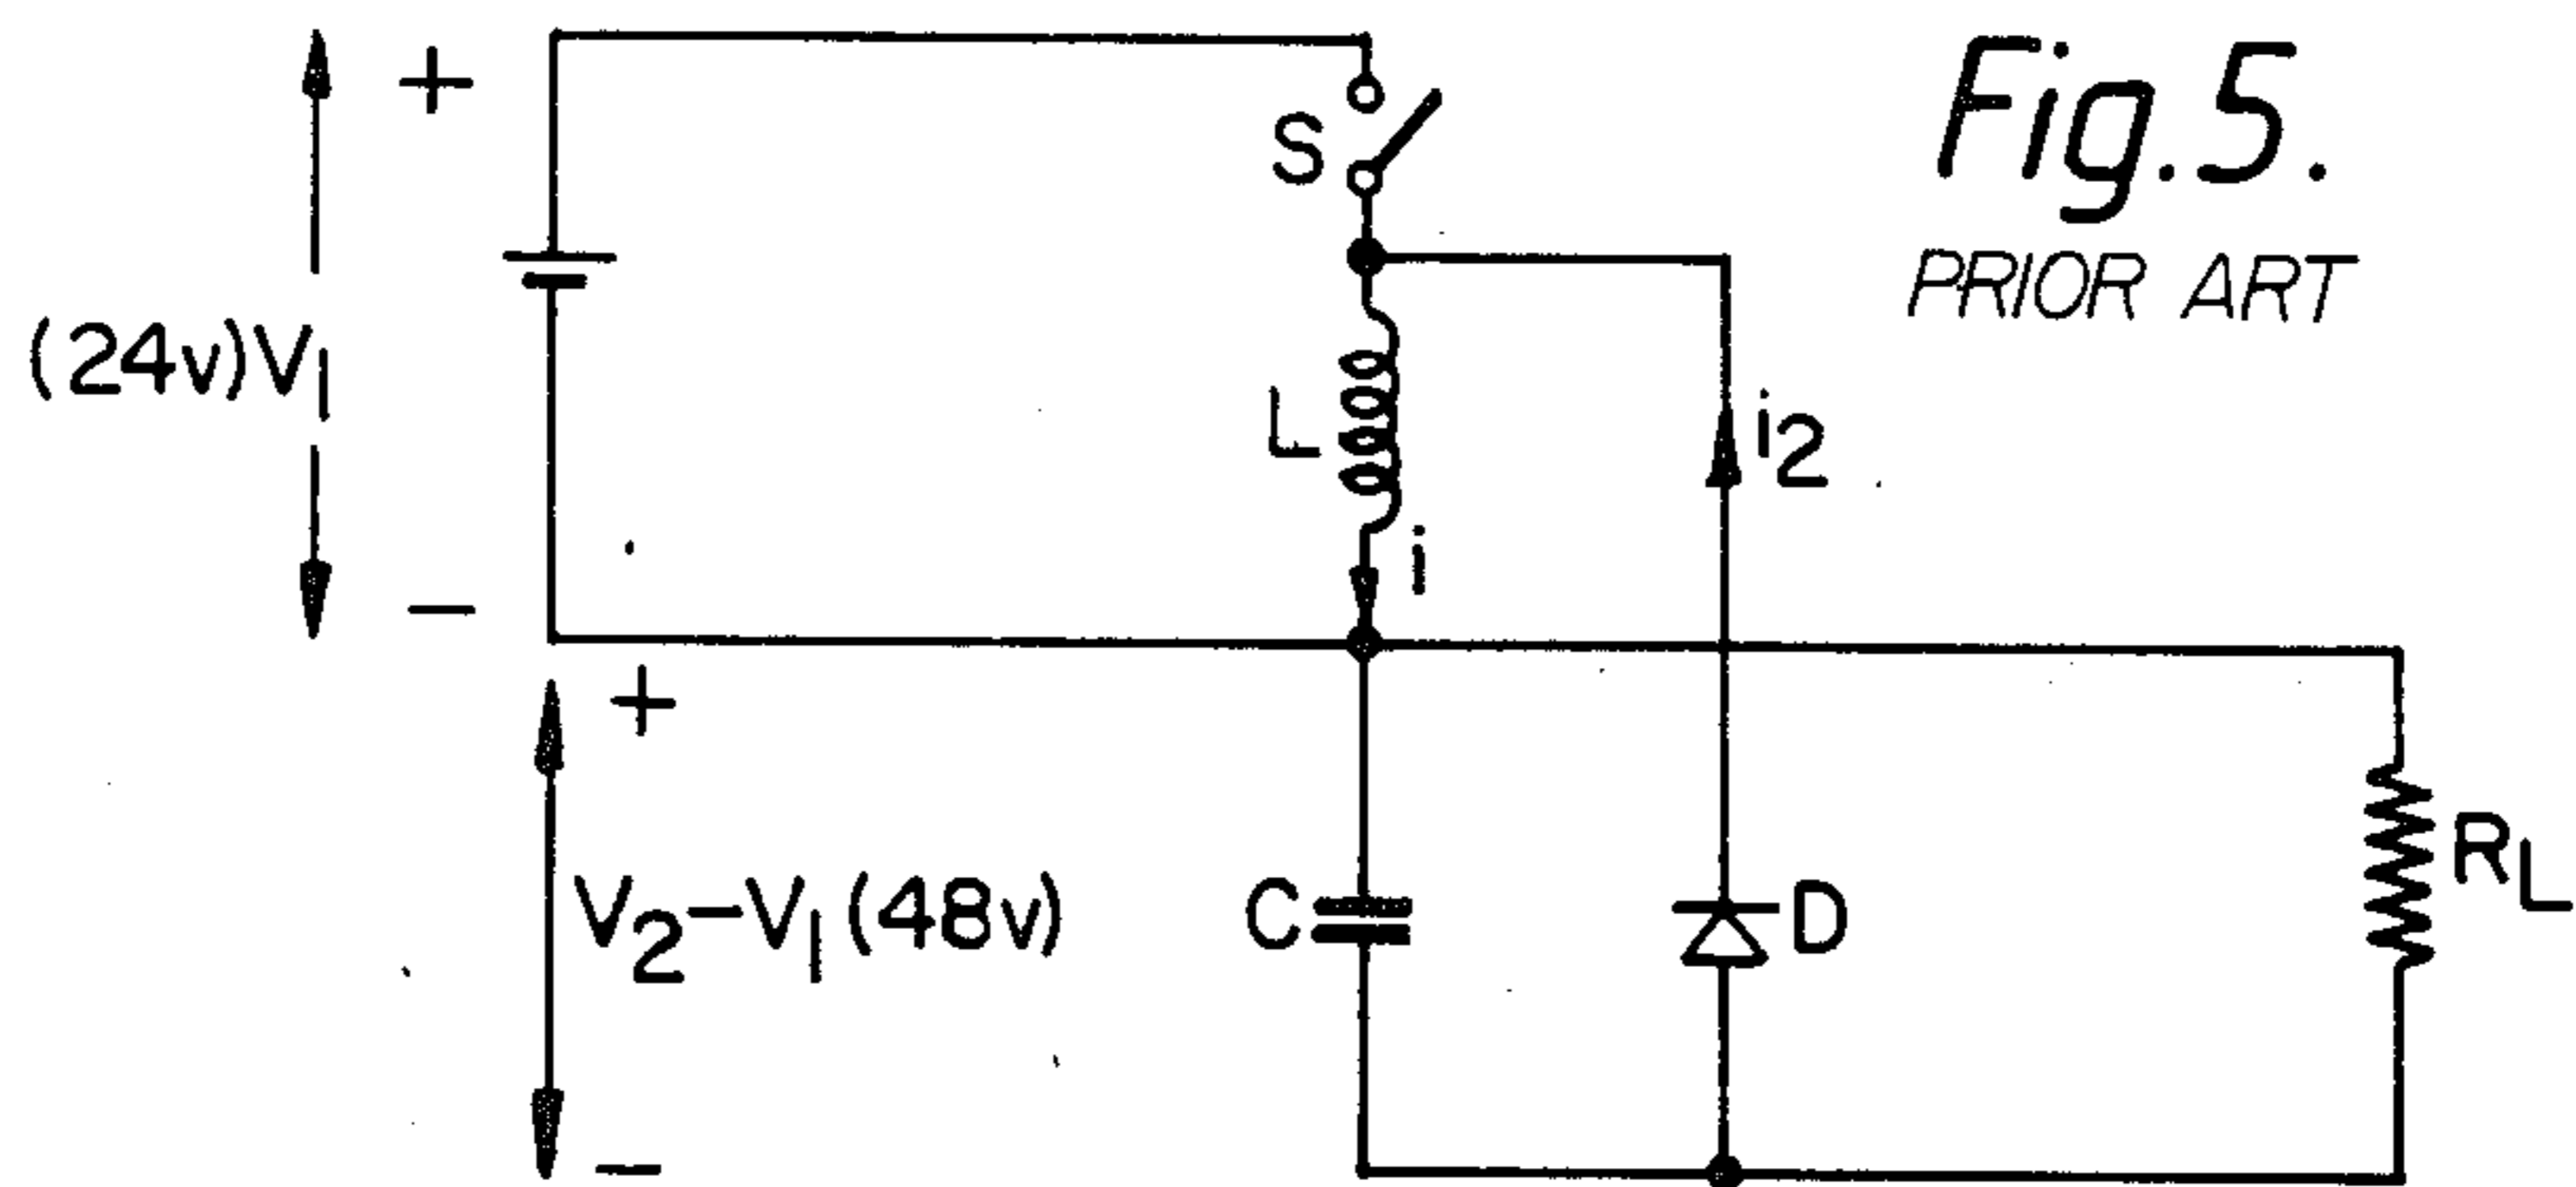 Fig.5.
PRIOR ART
+
S
(24v)V1
L
i2
i
−
+
V2−V1(48v)
C
D
RL
−